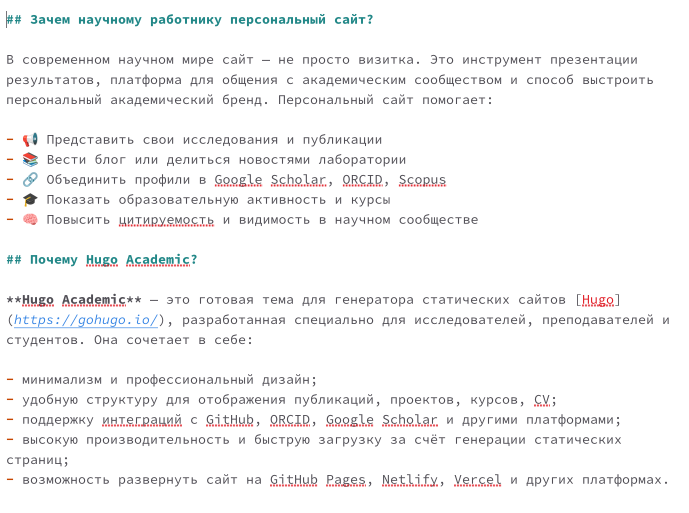 ## Зачем научному работнику персональный сайт?
В современном научном мире сайт — не просто визитка. Это инструмент презентации
результатов, платформа для общения с академическим сообществом и способ выстроить
персональный академический бренд. Персональный сайт помогает:
- 📢 Представить свои исследования и публикации
- 📚 Вести блог или делиться новостями лаборатории
- 🔗 Объединить профили в Google Scholar, ORCID, Scopus
- 🎓 Показать образовательную активность и курсы
- 🧠 Повысить цитируемость и видимость в научном сообществе
## Почему Hugo Academic?
**Hugo Academic** — это готовая тема для генератора статических сайтов [Hugo]
(https://gohugo.io/), разработанная специально для исследователей, преподавателей и
студентов. Она сочетает в себе:
- минимализм и профессиональный дизайн;
- удобную структуру для отображения публикаций, проектов, курсов, CV;
- поддержку интеграций с GitHub, ORCID, Google Scholar и другими платформами;
- высокую производительность и быструю загрузку за счёт генерации статических
страниц;
- возможность развернуть сайт на GitHub Pages, Netlify, Vercel и других платформах.